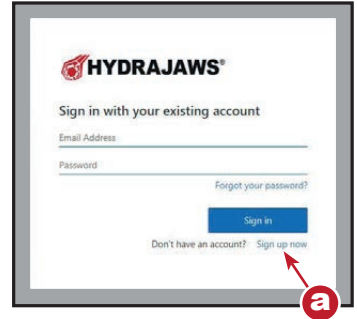 HYDRAJAWS®
Sign in with your existing account
Email Address
Password
Forgot your password?
Sign in
Don't have an account? Sign up now
a